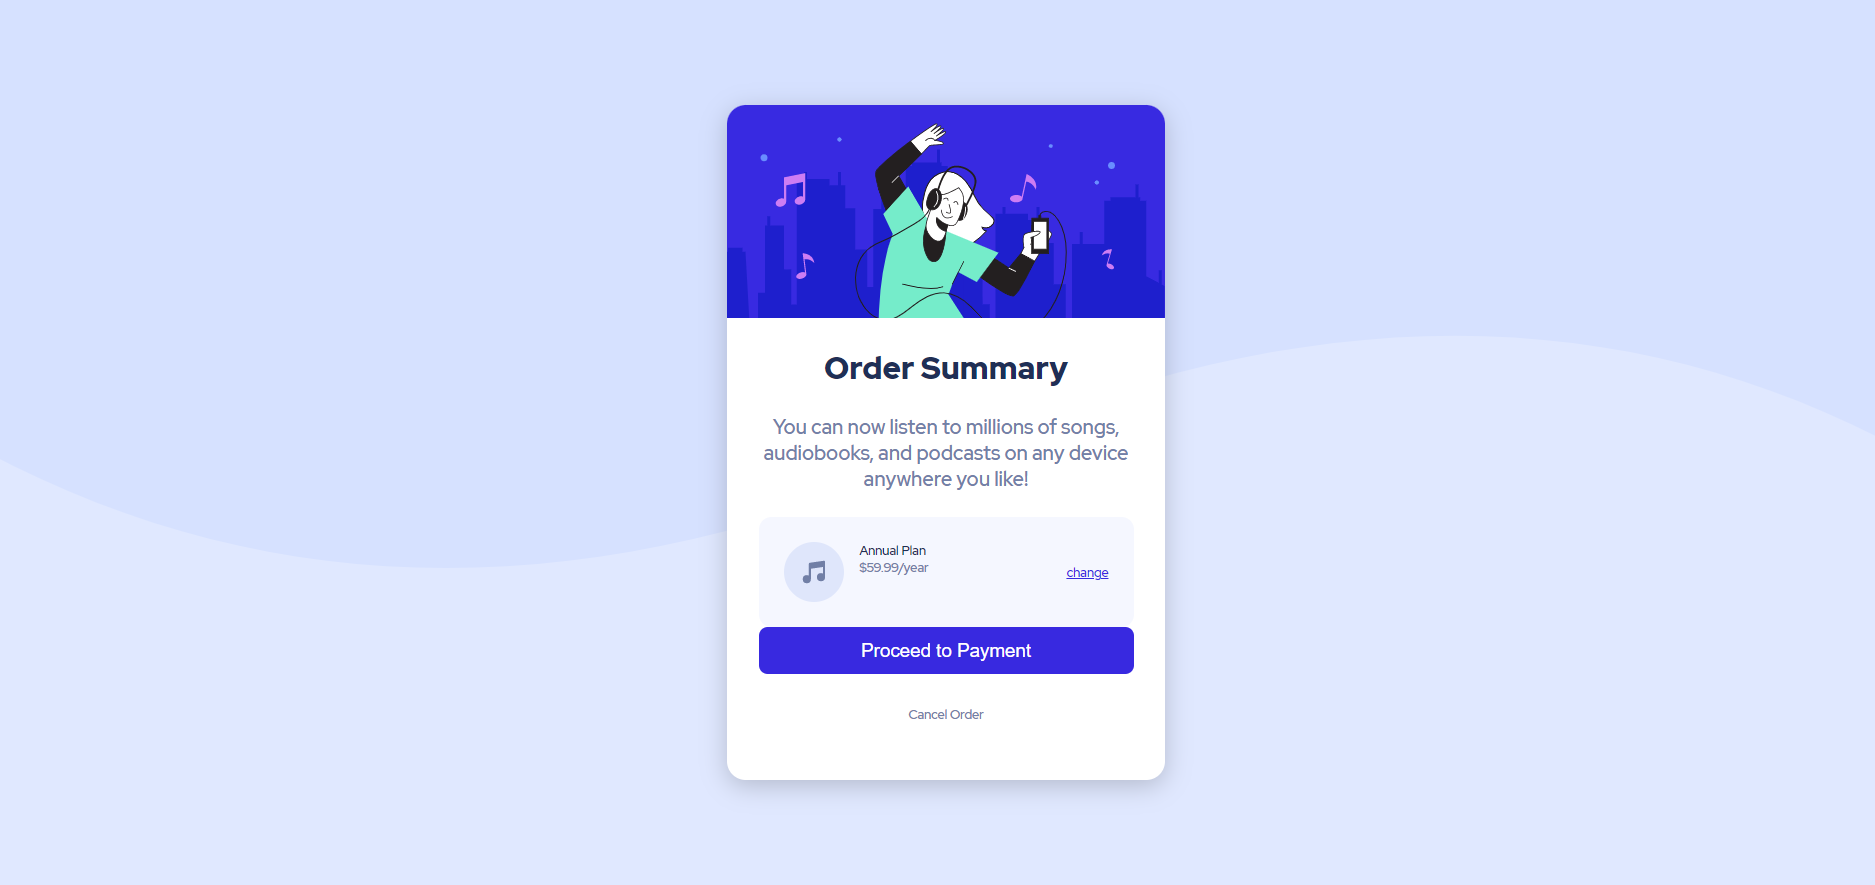 Order Summary
You can now listen to millions of songs,
audiobooks, and podcasts on any device
anywhere you like!
Annual Plan
$59.99/year
change
Proceed to Payment
Cancel Order